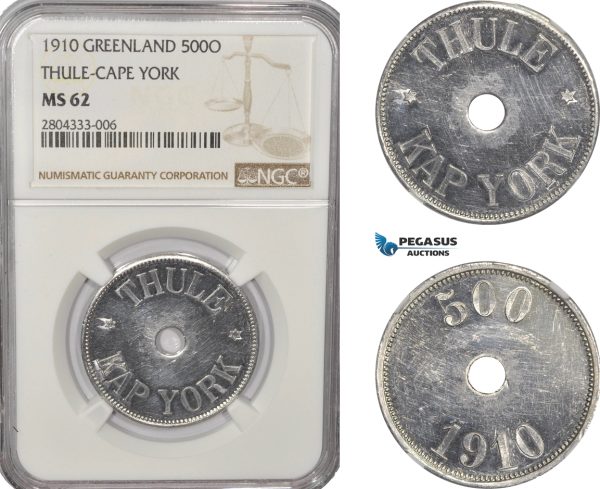 1910 GREENLAND 500O
THULE-CAPE YORK
MS 62
2804333-006
NUMISMATIC GUARANTY CORPORATION
NGC®
THULE
KAP YORK
THULE
KAP YORK
PEGASUS
AUCTIONS
500
1910